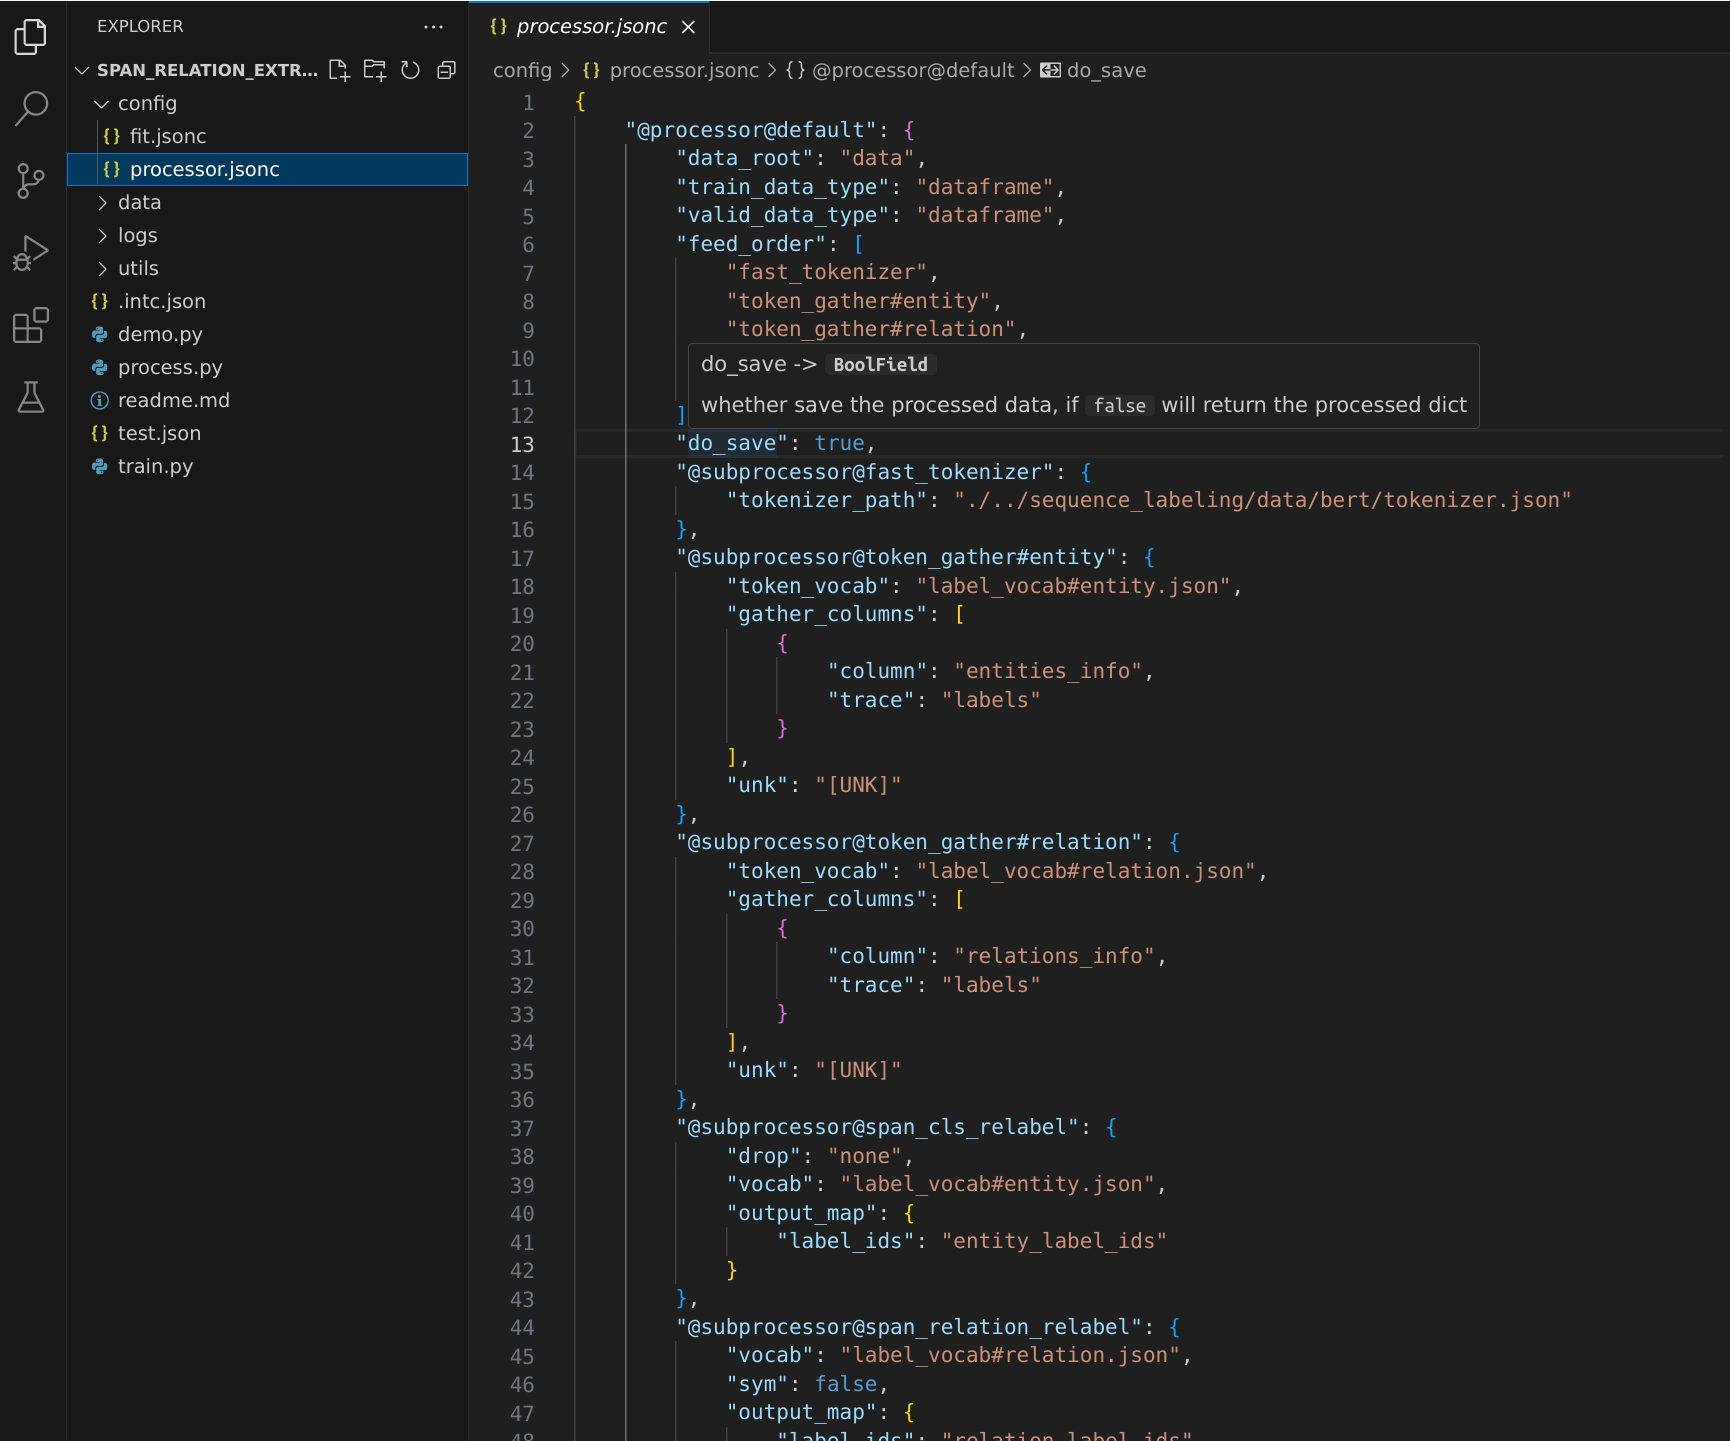 EXPLORER
SPAN_RELATION_EXTR...
config
fit.jsonc
processor.jsonc
data
logs
utils
.intc.json
demo.py
process.py
readme.md
test.json
train.py
processor.jsonc
config > {} processor.jsonc > {} @processor@default > do_save
1 {
2 "@processor@default": {
3 "data_root": "data",
4 "train_data_type": "dataframe",
5 "valid_data_type": "dataframe",
6 "feed_order": [
7 "fast_tokenizer",
8 "token_gather#entity",
9 "token_gather#relation",
10
do_save -> BoolField
11
whether save the processed data, if false will return the processed dict
12 ]
13 "do_save": true,
14 "@subprocessor@fast_tokenizer": {
15 "tokenizer_path": "./../sequence_labeling/data/bert/tokenizer.json"
16 },
17 "@subprocessor@token_gather#entity": {
18 "token_vocab": "label_vocab#entity.json",
19 "gather_columns": [
20 {
21 "column": "entities_info",
22 "trace": "labels"
23 }
24 ],
25 "unk": "[UNK]"
26 },
27 "@subprocessor@token_gather#relation": {
28 "token_vocab": "label_vocab#relation.json",
29 "gather_columns": [
30 {
31 "column": "relations_info",
32 "trace": "labels"
33 }
34 ],
35 "unk": "[UNK]"
36 },
37 "@subprocessor@span_cls_relabel": {
38 "drop": "none",
39 "vocab": "label_vocab#entity.json",
40 "output_map": {
41 "label_ids": "entity_label_ids"
42 }
43 },
44 "@subprocessor@span_relation_relabel": {
45 "vocab": "label_vocab#relation.json",
46 "sym": false,
47 "output_map": {
48 "label_ids": "relation_label_ids"